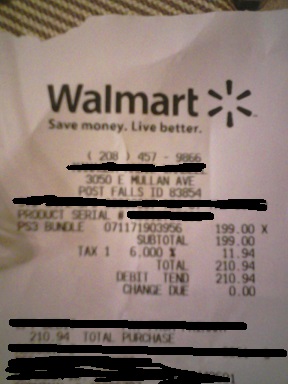 Walmart
Save money. Live better.
( 208 ) 457 - 9866
3050 E MULLAN AVE
POST FALLS ID 83854
PRODUCT SERIAL #
PS3 BUNDLE 071171903956 199.00 X
SUBTOTAL 199.00
TAX 1 6.000 % 11.94
TOTAL 210.94
DEBIT TEND 210.94
CHANGE DUE 0.00
210.94 TOTAL PURCHASE